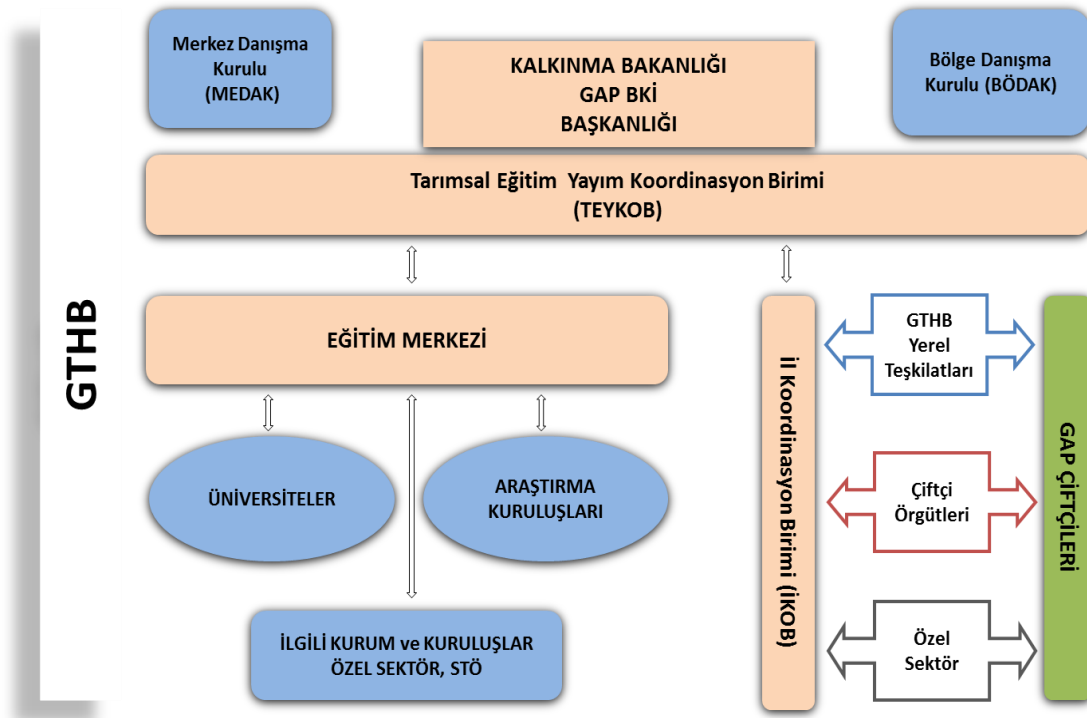 Merkez Danışma
Kurulu
(MEDAK)
KALKINMA BAKANLIĞI
GAP BKİ
BAŞKANLIĞI
Bölge Danışma
Kurulu (BÖDAK)
Tarımsal Eğitim Yayım Koordinasyon Birimi
(TEYKOB)
GTHB
EĞİTİM MERKEZİ
ÜNİVERSİTELER
ARAŞTIRMA
KURULUŞLARI
İLGİLİ KURUM ve KURULUŞLAR
ÖZEL SEKTÖR, STÖ
İl Koordinasyon Birimi (İKOB)
GTHB
Yerel
Teşkilatları
Çiftçi
Örgütleri
Özel
Sektör
GAP ÇİFTÇİLERİ